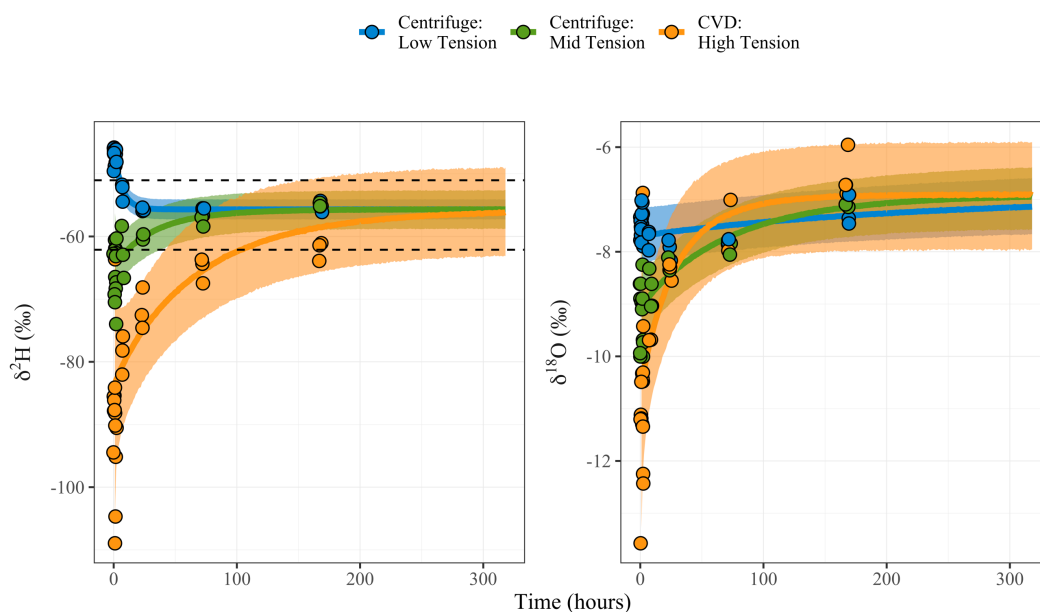 Centrifuge:
Low Tension
Centrifuge:
Mid Tension
CVD:
High Tension
δ²H (‰)
-60
-80
-100
0
100
200
300
δ¹⁸O (‰)
-6
-8
-10
-12
0
100
200
300
Time (hours)